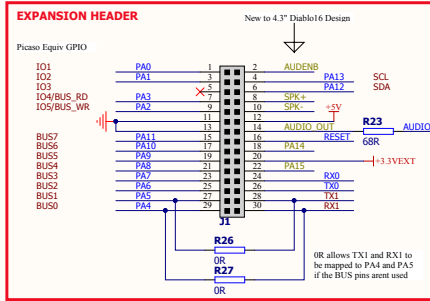 EXPANSION HEADER
New to 4.3" Diablo16 Design
Picaso Equiv GPIO
IO1 PA0 1 2 AUDENB
IO2 PA1 3 4 PA13 SCL
IO3 5 6 PA12 SDA
IO4/BUS_RD PA3 7 8 SPK+
IO5/BUS_WR PA2 9 10 SPK- +5V
11 12
13 14 AUDIO_OUT R23 AUDIO
BUS7 PA11 15 16 RESET 68R
BUS6 PA10 17 18 PA14
BUS5 PA9 19 20 +3.3VEXT
BUS4 PA8 21 22 PA15
BUS3 PA7 23 24 RX0
BUS2 PA6 25 26 TX0
BUS1 PA5 27 28 TX1
BUS0 PA4 29 30 RX1
J1
R26
0R
R27
0R
0R allows TX1 and RX1 to
be mapped to PA4 and PA5
if the BUS pins arent used